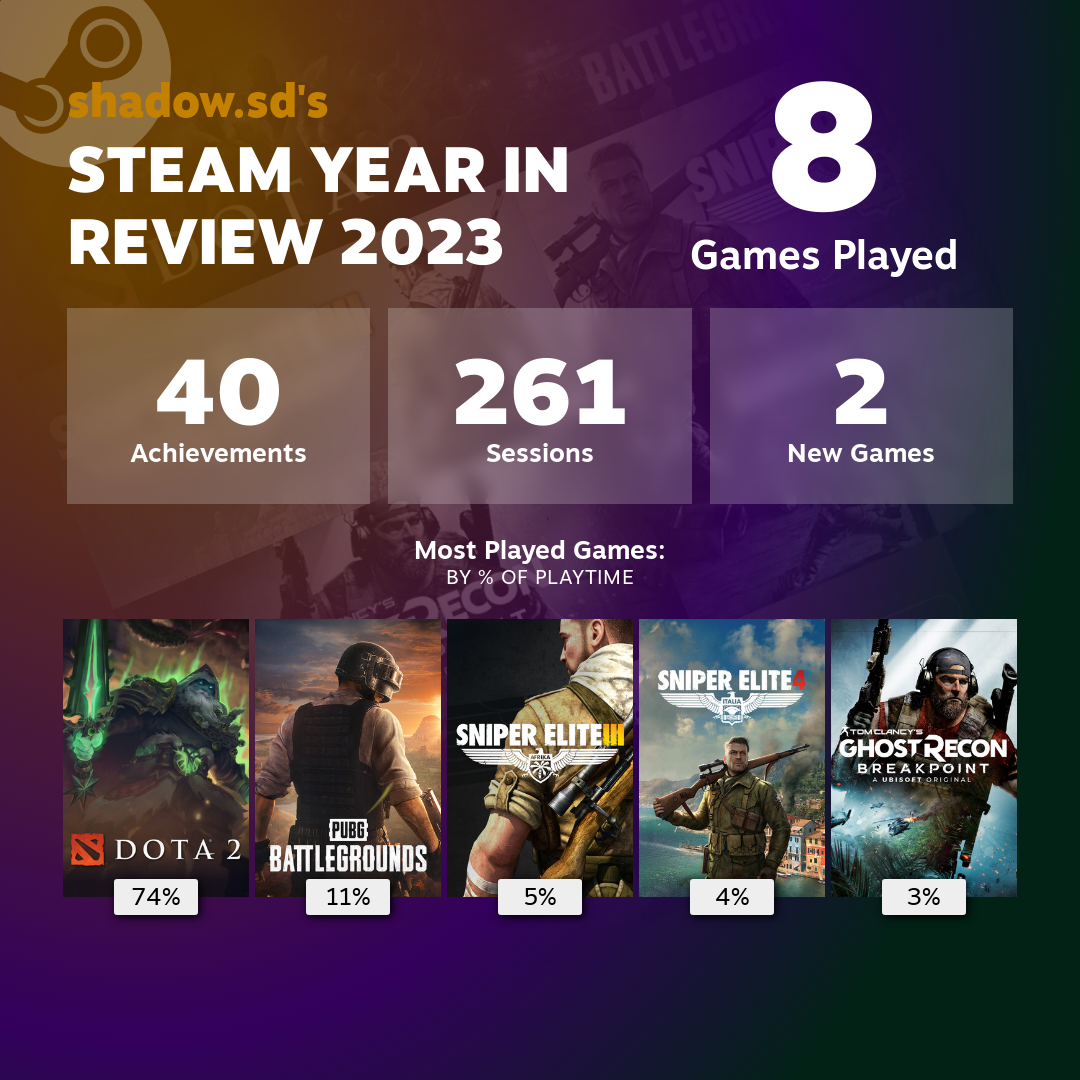 shadow.sd's
STEAM YEAR IN
REVIEW 2023
8
Games Played
40
Achievements
261
Sessions
2
New Games
Most Played Games:
BY % OF PLAYTIME
DOTA 2
74%
PUBG
BATTLEGROUNDS
11%
SNIPER ELITE III
AFRIKA
5%
SNIPER ELITE 4
ITALIA
4%
TOM CLANCY'S
GHOST RECON
BREAKPOINT
A UBISOFT ORIGINAL
3%